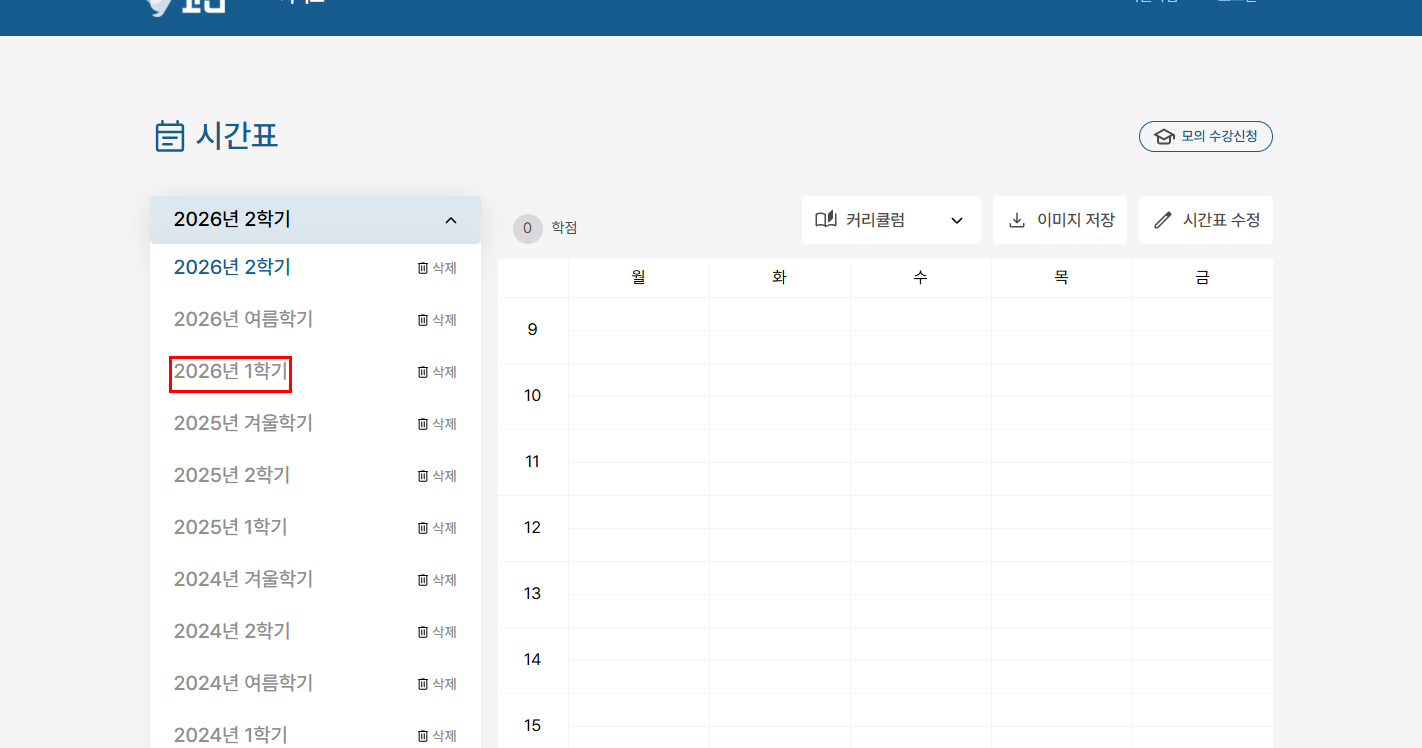 시간표
모의 수강신청
2026년 2학기
2026년 2학기 삭제
2026년 여름학기 삭제
2026년 1학기 삭제
2025년 겨울학기 삭제
2025년 2학기 삭제
2025년 1학기 삭제
2024년 겨울학기 삭제
2024년 2학기 삭제
2024년 여름학기 삭제
2024년 1학기 삭제
0 학점
커리큘럼
이미지 저장
시간표 수정
월 화 수 목 금
9
10
11
12
13
14
15